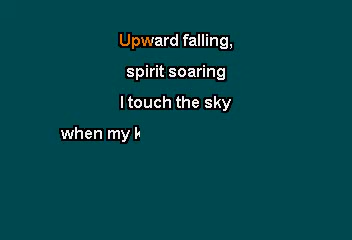 Upward falling,
spirit soaring
I touch the sky
when my